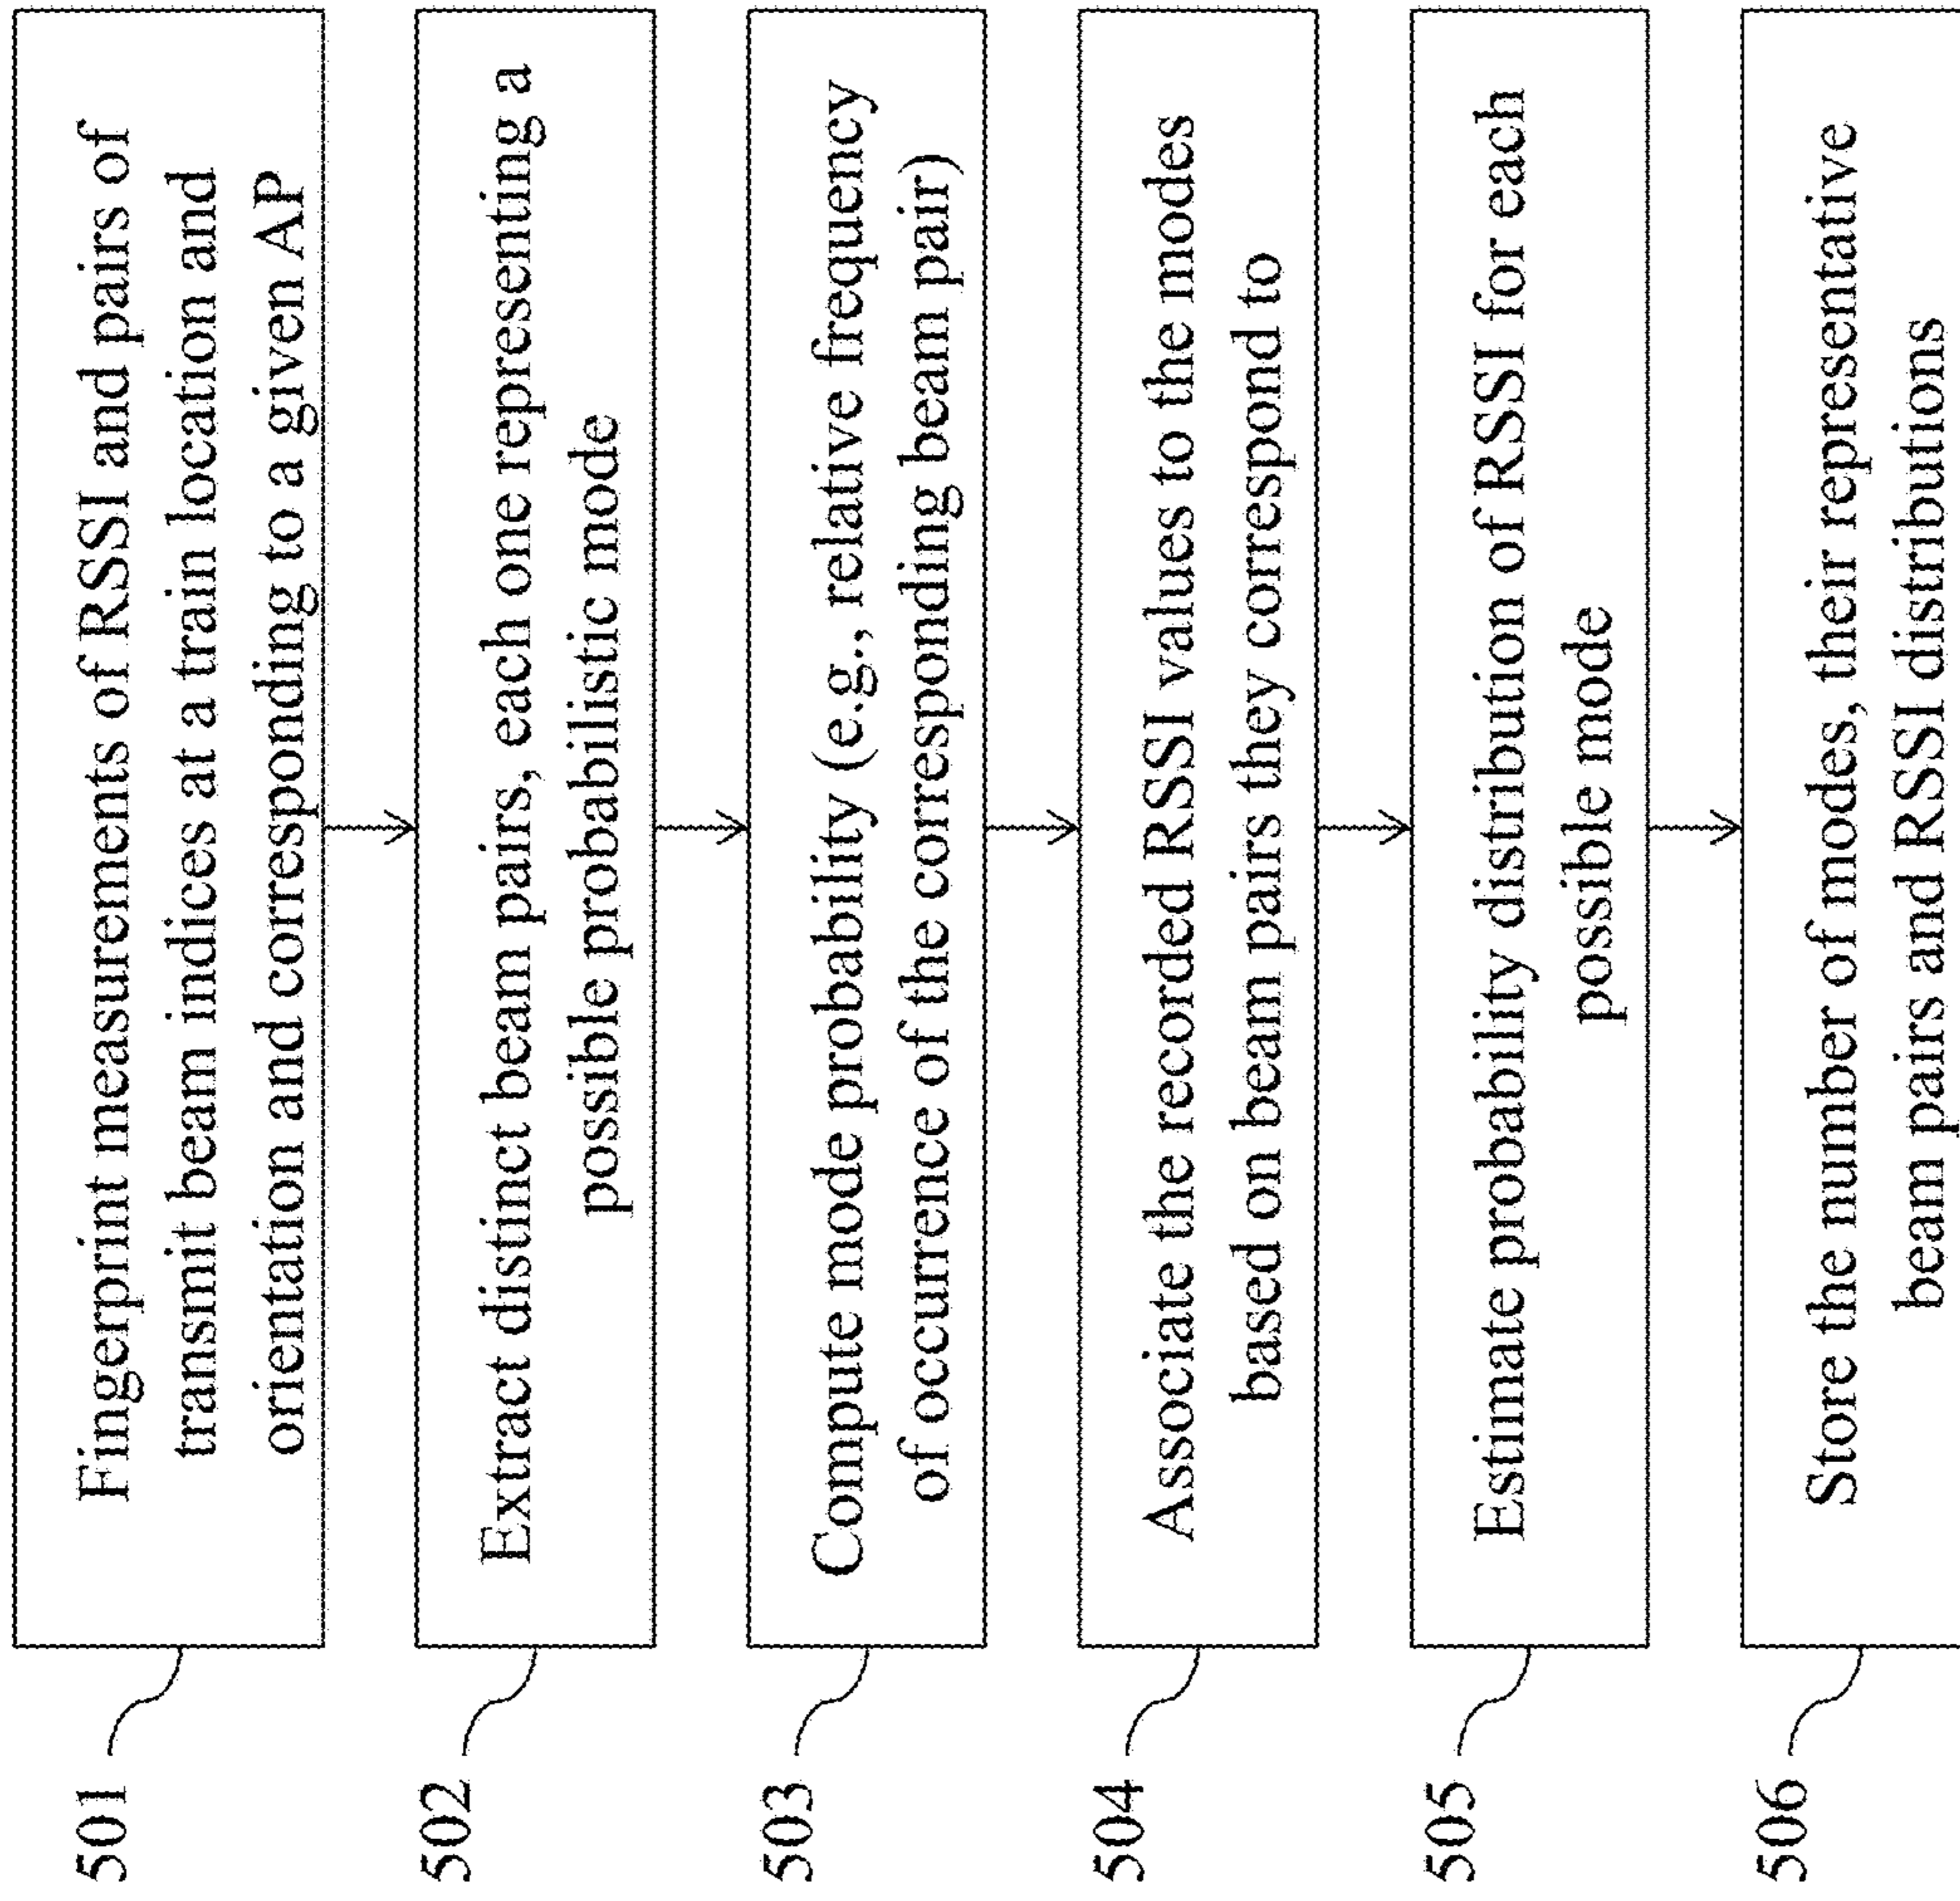 501
Fingerprint measurements of RSSI and pairs of
transmit beam indices at a train location and
orientation and corresponding to a given AP
502
Extract distinct beam pairs, each one representing a
possible probabilistic mode
503
Compute mode probability (e.g., relative frequency
of occurrence of the corresponding beam pair)
504
Associate the recorded RSSI values to the modes
based on beam pairs they correspond to
505
Estimate probability distribution of RSSI for each
possible mode
506
Store the number of modes, their representative
beam pairs and RSSI distributions